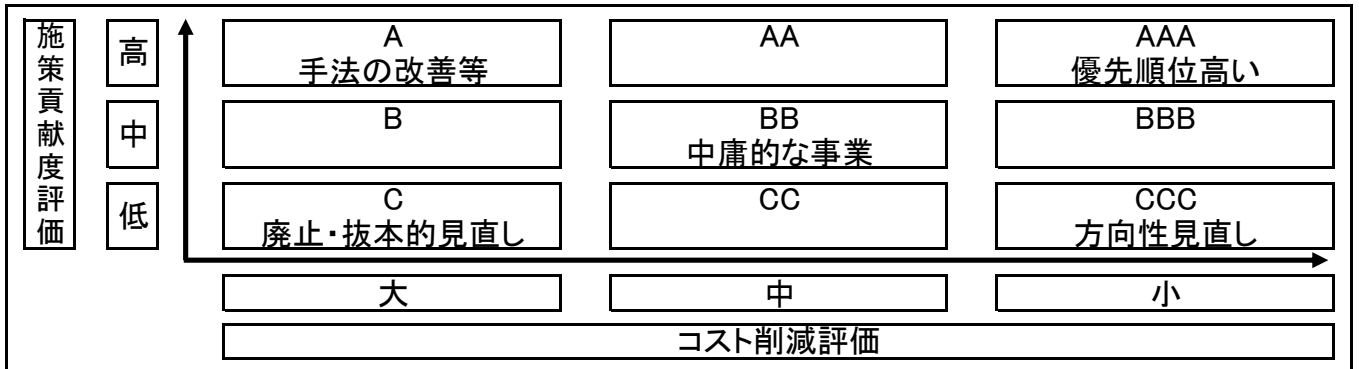 施策貢献度評価
高
A
手法の改善等
AA
AAA
優先順位高い
中
B
BB
中庸的な事業
BBB
低
C
廃止・抜本的見直し
CC
CCC
方向性見直し
大
中
小
コスト削減評価